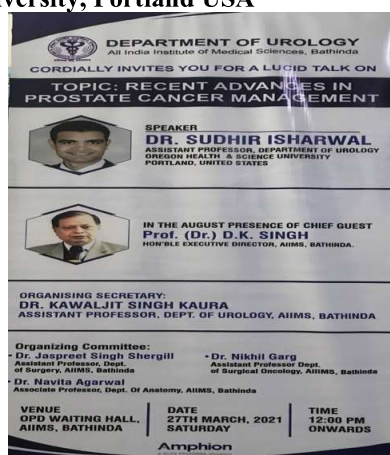 versity, Portland USA
DEPARTMENT OF UROLOGY
All India Institute of Medical Sciences, Bathinda
CORDIALLY INVITES YOU FOR A LUCID TALK ON
TOPIC: RECENT ADVANCES IN
PROSTATE CANCER MANAGEMENT
SPEAKER
DR. SUDHIR ISHARWAL
ASSISTANT PROFESSOR, DEPARTMENT OF UROLOGY
OREGON HEALTH & SCIENCE UNIVERSITY
PORTLAND, UNITED STATES
IN THE AUGUST PRESENCE OF CHIEF GUEST
Prof. (Dr.) D.K. SINGH
HON'BLE EXECUTIVE DIRECTOR, AIIMS, BATHINDA.
ORGANISING SECRETARY:
DR. KAWALJIT SINGH KAURA
ASSISTANT PROFESSOR, DEPT. OF UROLOGY, AIIMS, BATHINDA
Organizing Committee:
• Dr. Jaspreet Singh Shergill
Assistant Professor, Dept.
of Surgery, AIIMS, Bathinda
• Dr. Nikhil Garg
Assistant Professor Dept.
of Surgical Oncology, AIIMS, Bathinda
• Dr. Navita Agarwal
Associate Professor, Dept. Of Anatomy, AIIMS, Bathinda
VENUE
OPD WAITING HALL,
AIIMS, BATHINDA
DATE
27TH MARCH, 2021
SATURDAY
TIME
12:00 PM
ONWARDS
Amphion